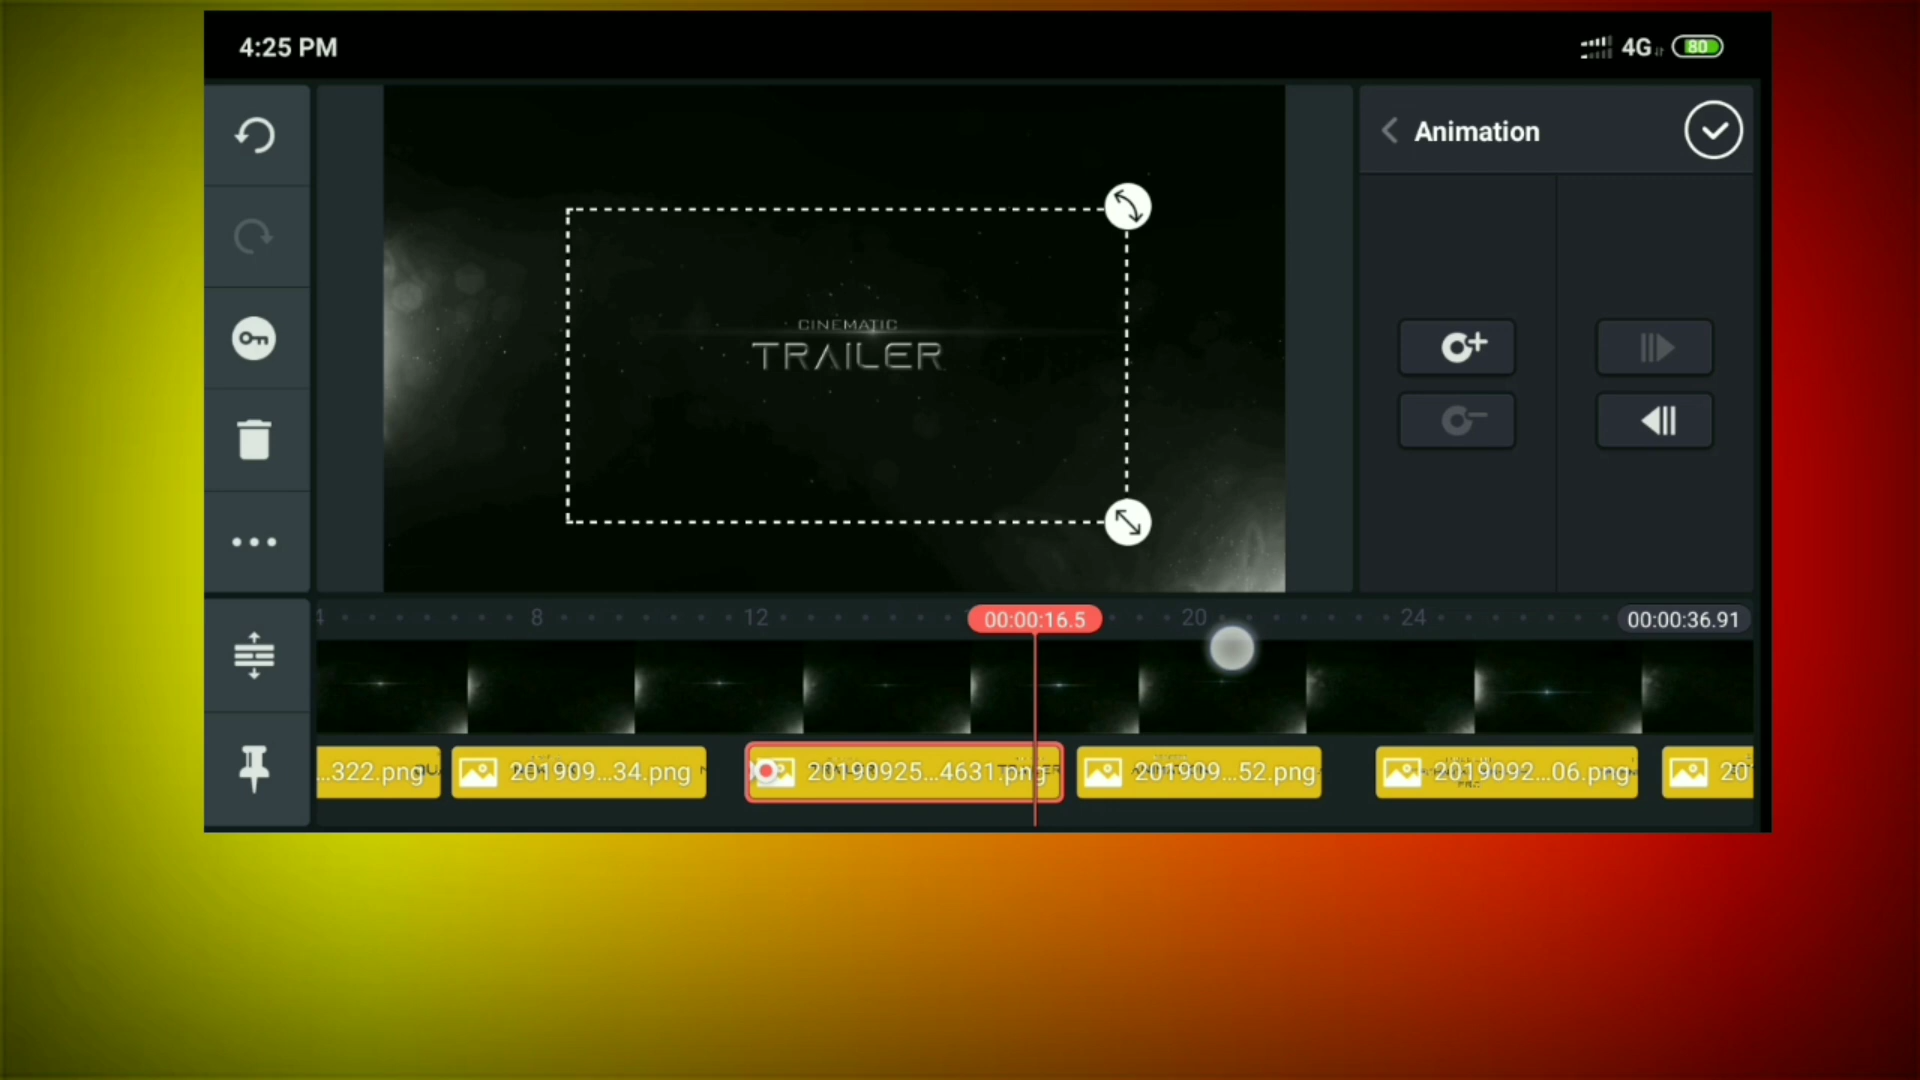 4:25 PM
4G
80
Animation
CINEMATIC
TRAILER
4
8
12
00:00:16.5
20
24
00:00:36.91
...322.png
201909...34.png
20190925...4631.png
201909...52.png
2019092...06.png
20